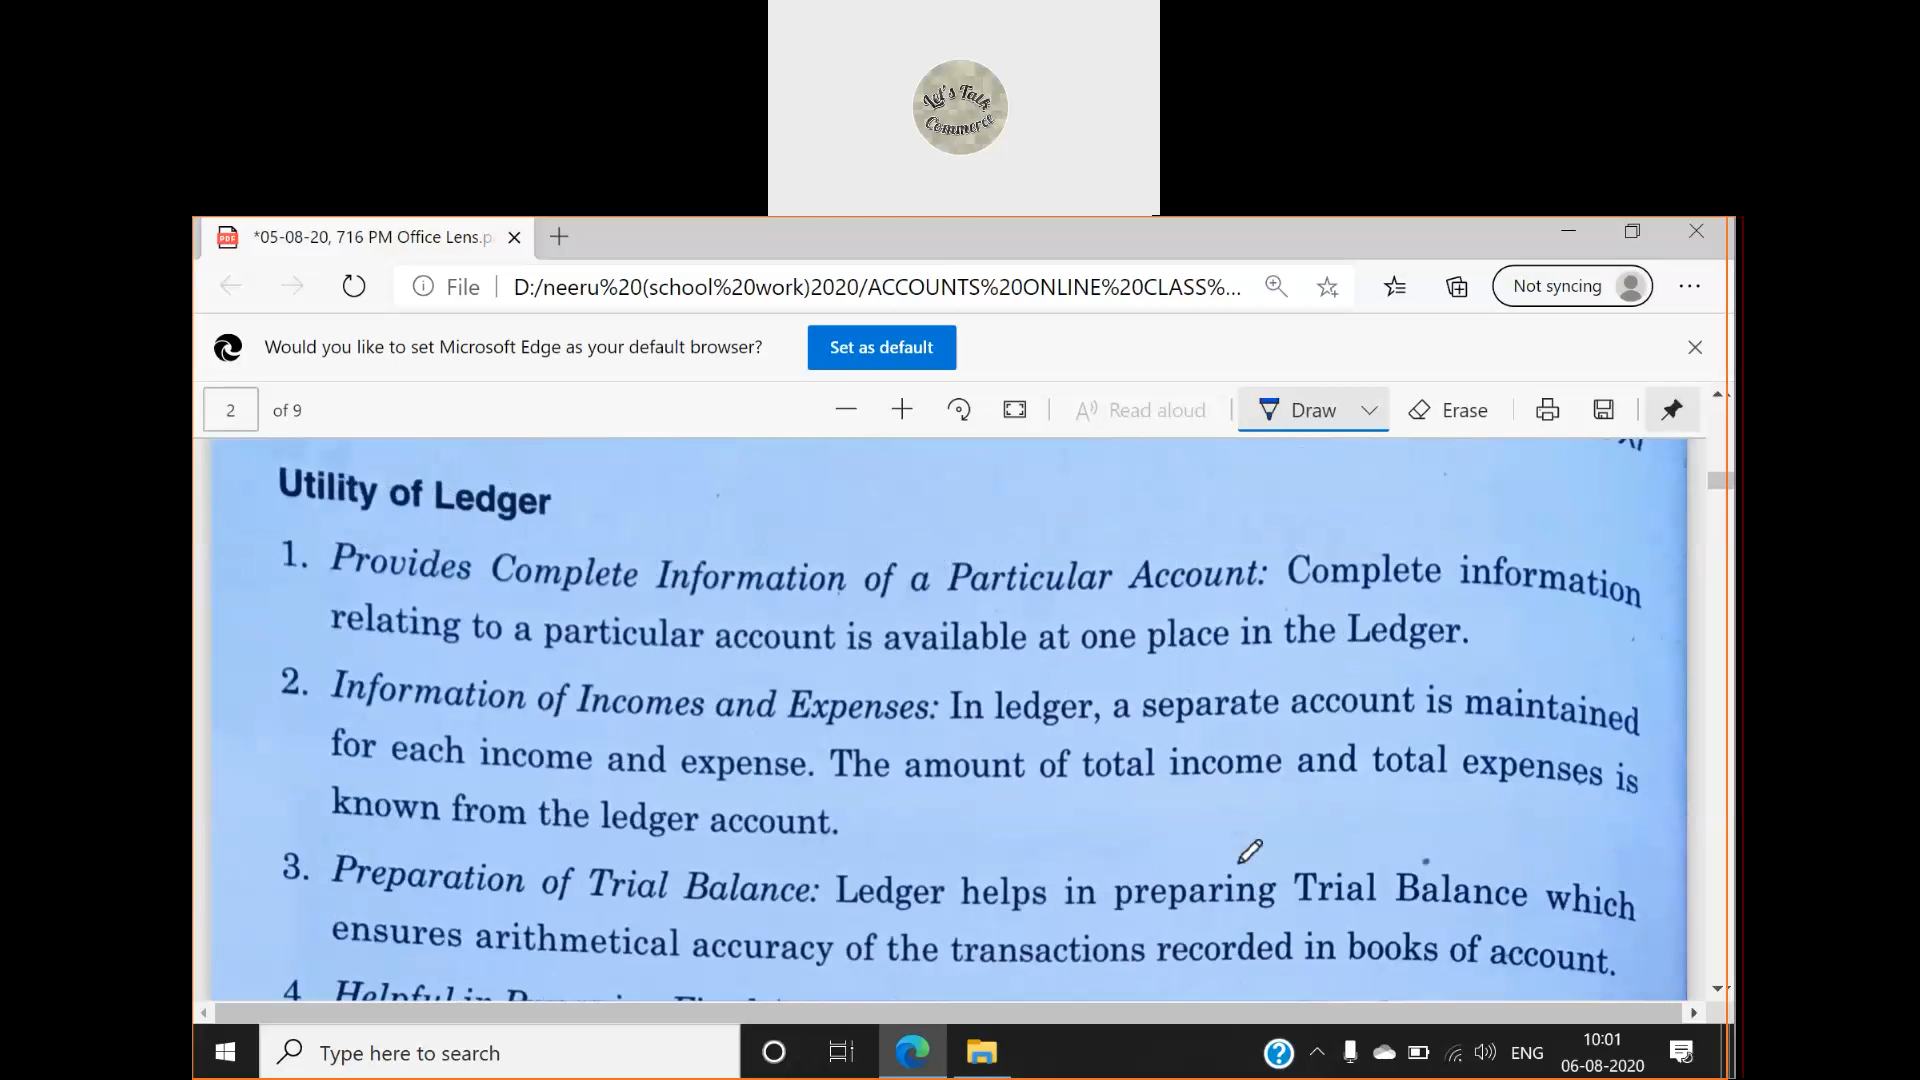 Let's Talk
Commerce
*05-08-20, 716 PM Office Lens.p
File
D:/neeru%20(school%20work)2020/ACCOUNTS%20ONLINE%20CLASS%...
Not syncing
Would you like to set Microsoft Edge as your default browser?
Set as default
2 of 9
Read aloud
Draw
Erase
XI
Utility of Ledger
1. Provides Complete Information of a Particular Account: Complete information
relating to a particular account is available at one place in the Ledger.
2. Information of Incomes and Expenses: In ledger, a separate account is maintained
for each income and expense. The amount of total income and total expenses is
known from the ledger account.
3. Preparation of Trial Balance: Ledger helps in preparing Trial Balance which
ensures arithmetical accuracy of the transactions recorded in books of account.
4 Helpful in
Type here to search
ENG
10:01
06-08-2020